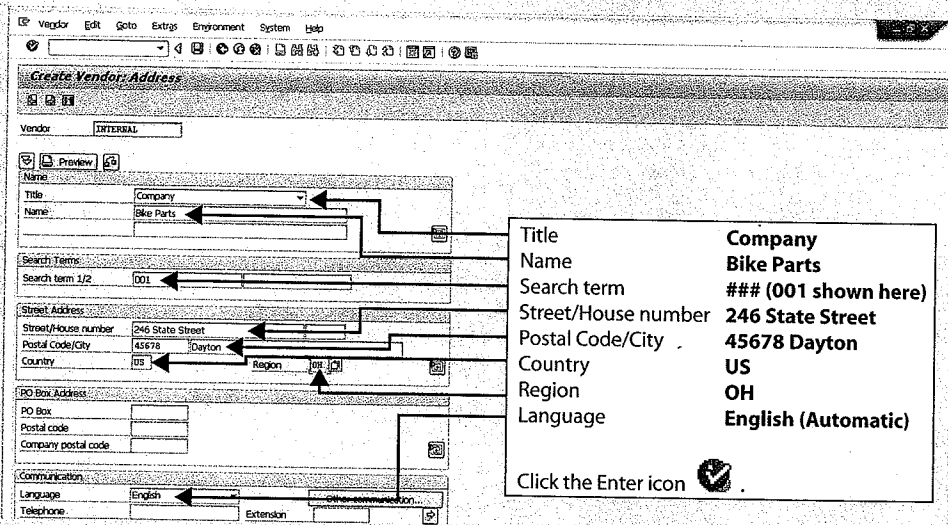 Vendor Edit Goto Extras Environment System Help
Create Vendor: Address
Vendor INTERNAL
Preview
Name
Title Company
Name Bike Parts
Search Terms
Search term 1/2 001
Street Address
Street/House number 246 State Street
Postal Code/City 45678 Dayton
Country US Region OH
PO Box Address
PO Box
Postal code
Company postal code
Communication
Language English Other communication...
Telephone Extension
Title Company
Name Bike Parts
Search term ### (001 shown here)
Street/House number 246 State Street
Postal Code/City 45678 Dayton
Country US
Region OH
Language English (Automatic)
Click the Enter icon .